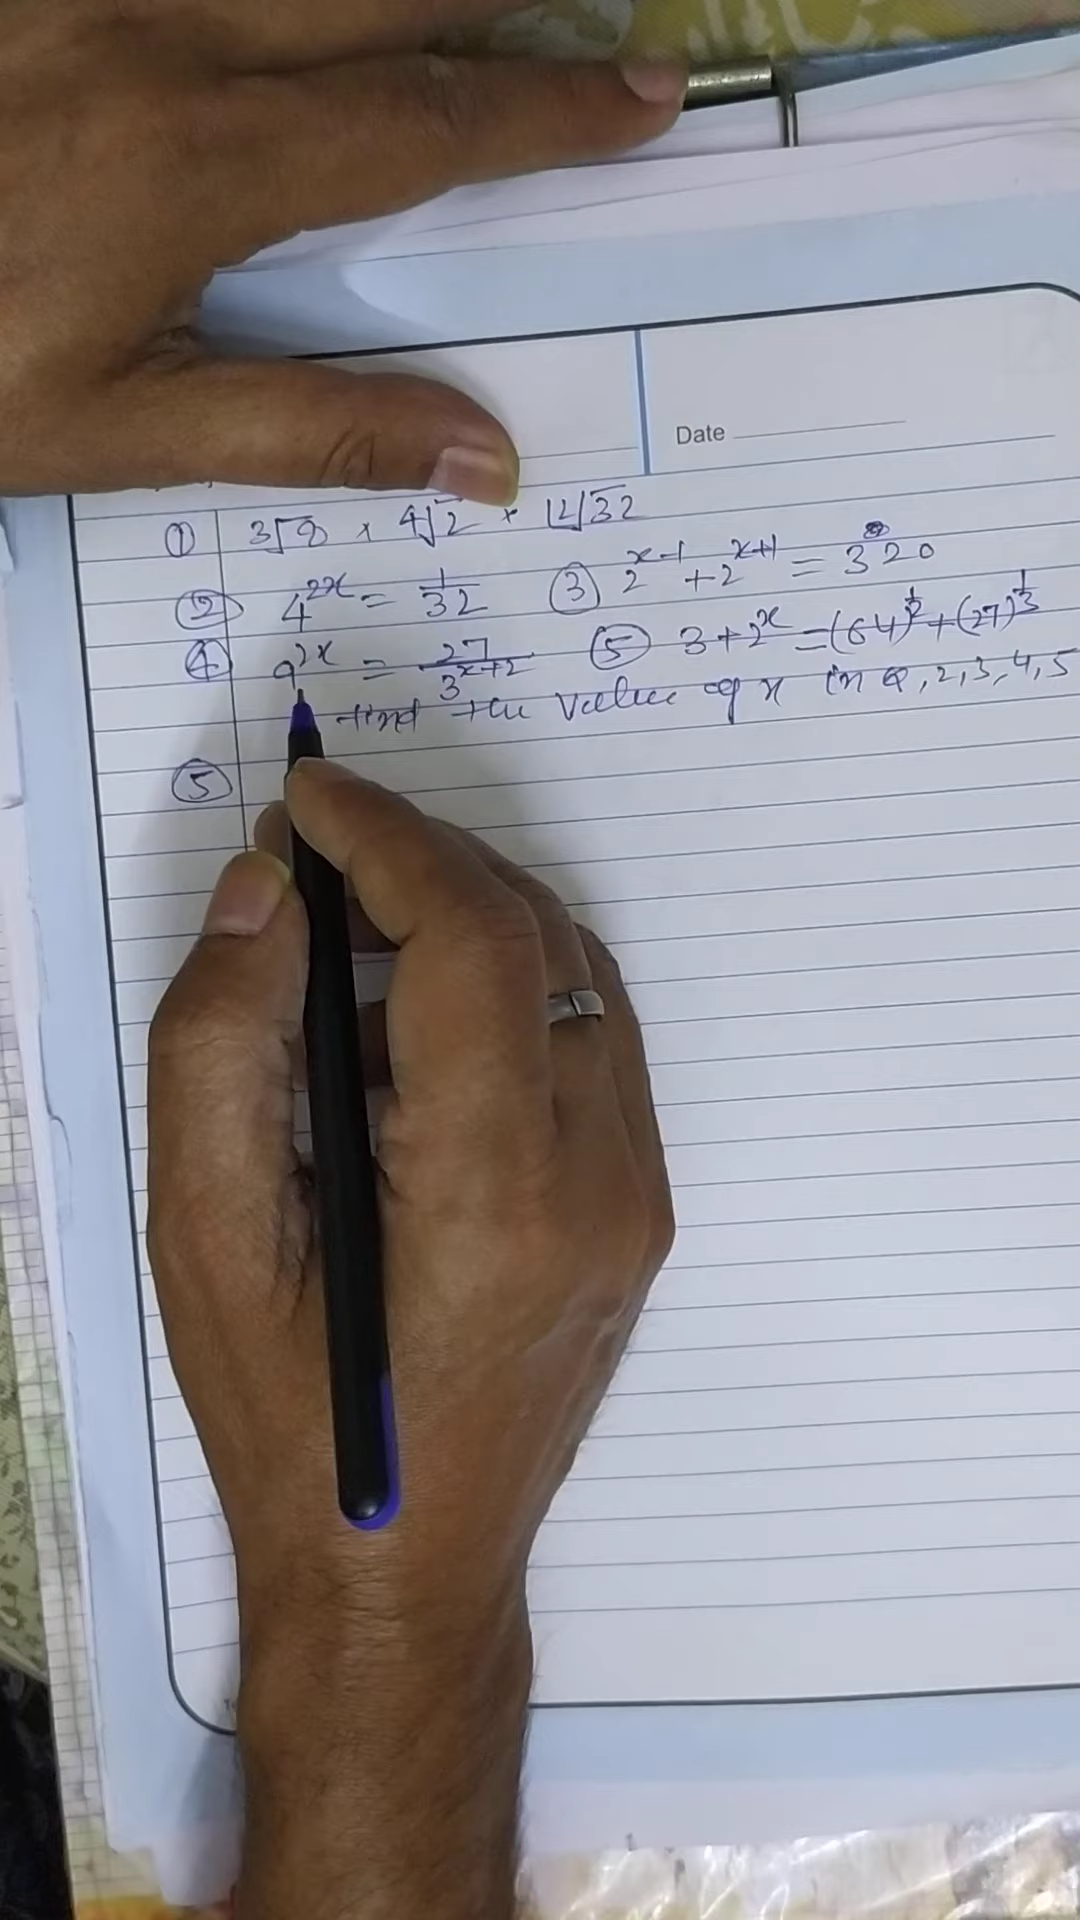 Date
① 3√8 × 4√2 × 12√32
② 4^2x = 1/32 ③ 2^x-1 + 2^x+1 = 320
④ 9^2x = 27/3^x+2 ⑤ 3 + 2^x = (64)^1/2 + (27)^1/3
find the value of x in 2, 3, 4, 5
⑤